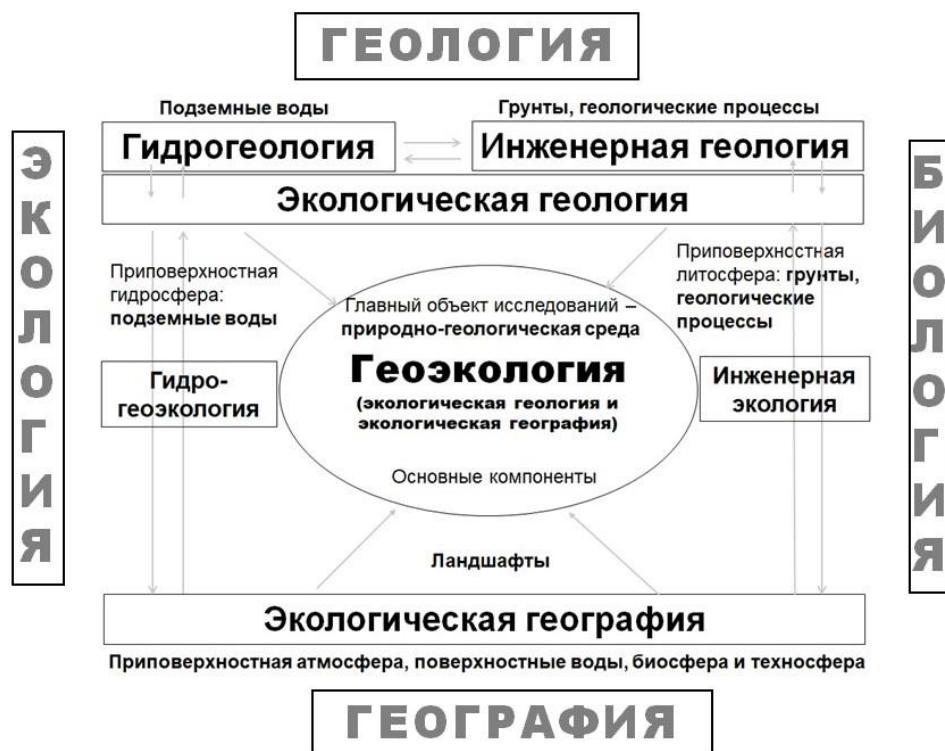 ГЕОЛОГИЯ
Подземные воды
Грунты, геологические процессы
Гидрогеология
Инженерная геология
Экологическая геология
ЭКОЛОГИЯ
БИОЛОГИЯ
Приповерхностная
гидросфера:
подземные воды
Приповерхностная
литосфера: грунты,
геологические
процессы
Главный объект исследований –
природно-геологическая среда
Геоэкология
(экологическая геология и
экологическая география)
Основные компоненты
Гидро-
геоэкология
Инженерная
экология
Ландшафты
Экологическая география
Приповерхностная атмосфера, поверхностные воды, биосфера и техносфера
ГЕОГРАФИЯ